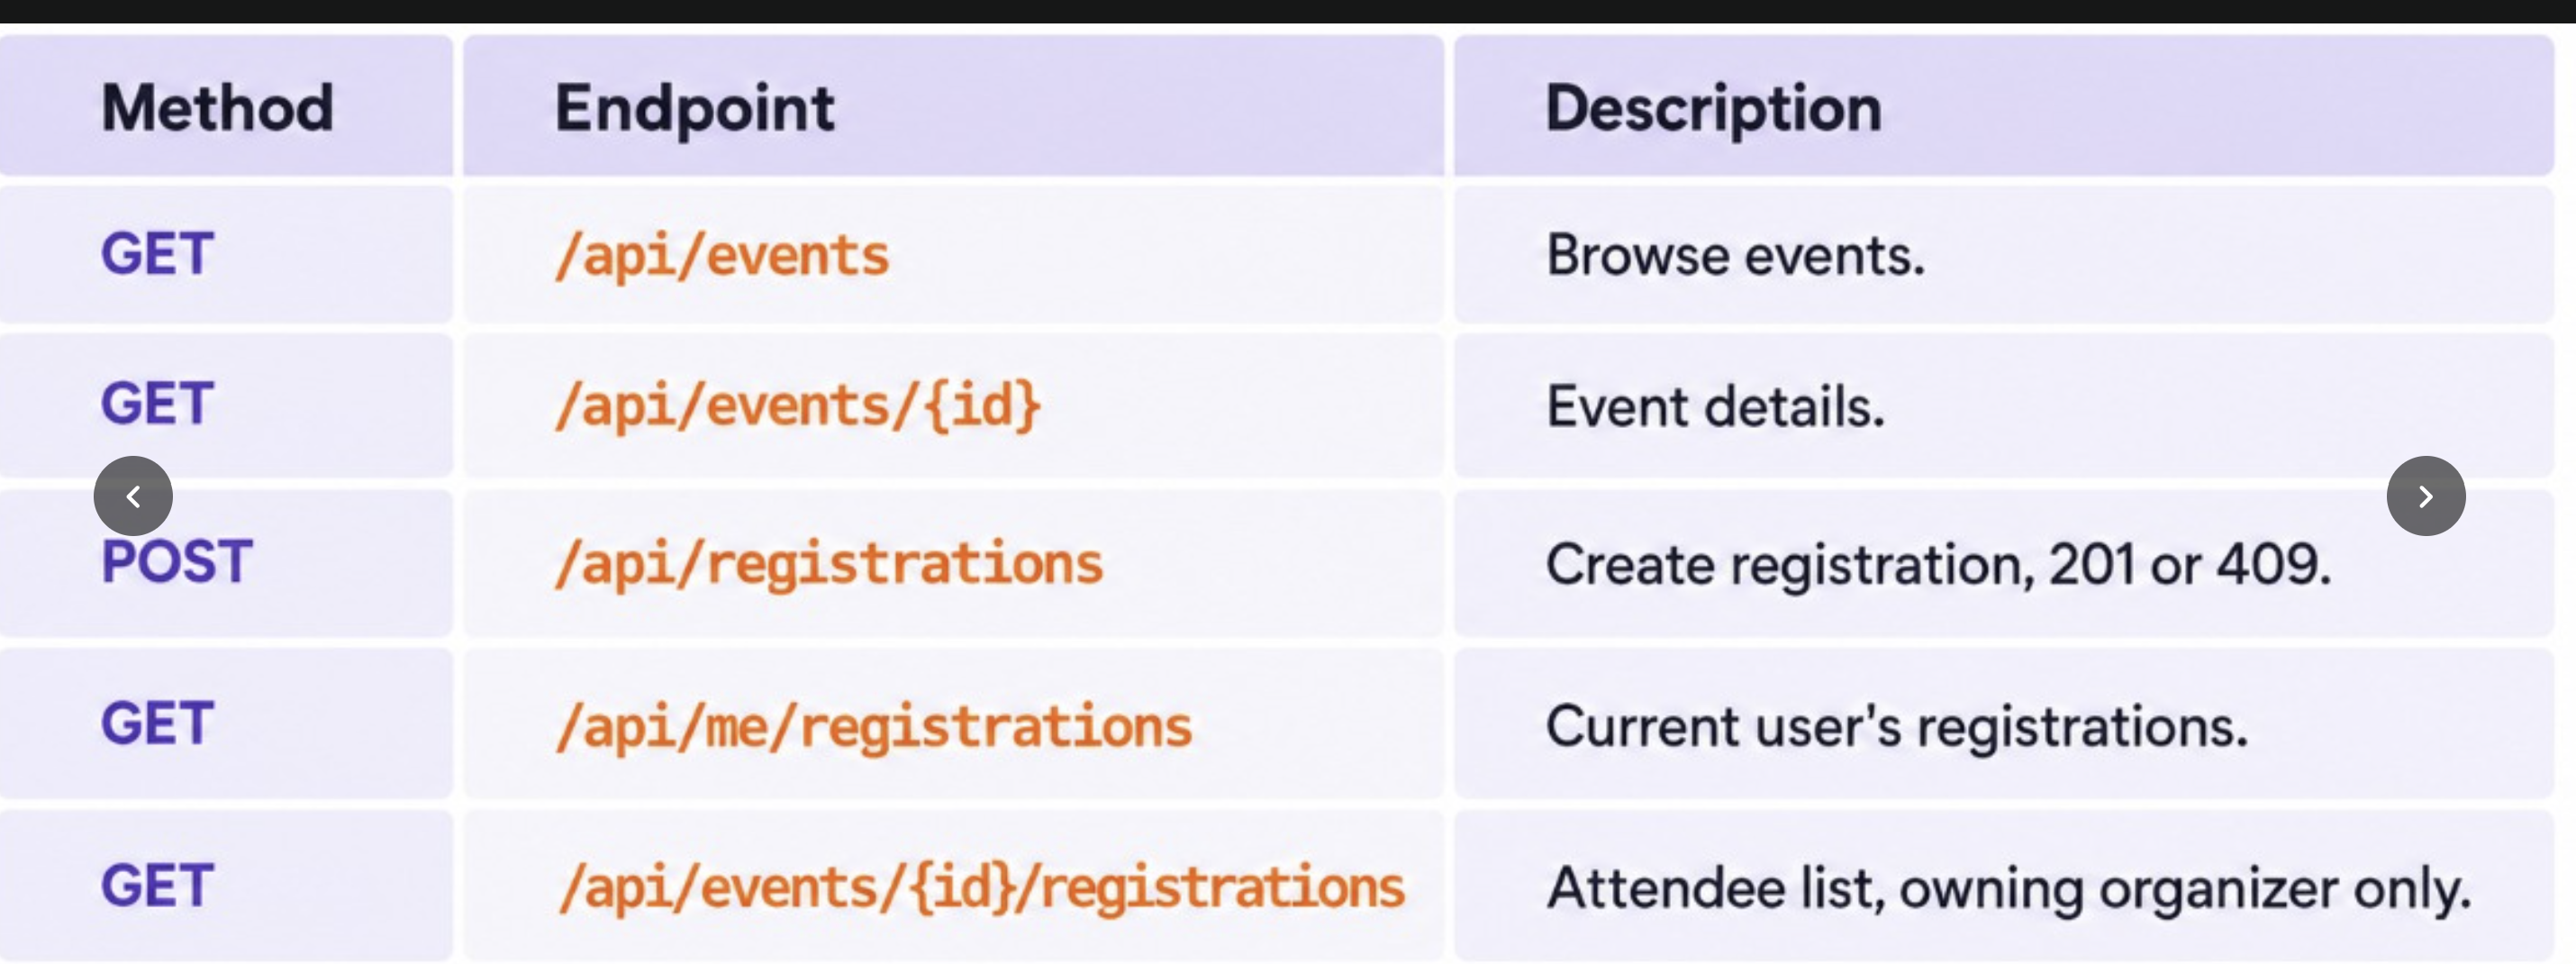 Method Endpoint Description
GET /api/events Browse events.
GET /api/events/{id} Event details.
POST /api/registrations Create registration, 201 or 409.
GET /api/me/registrations Current user's registrations.
GET /api/events/{id}/registrations Attendee list, owning organizer only.